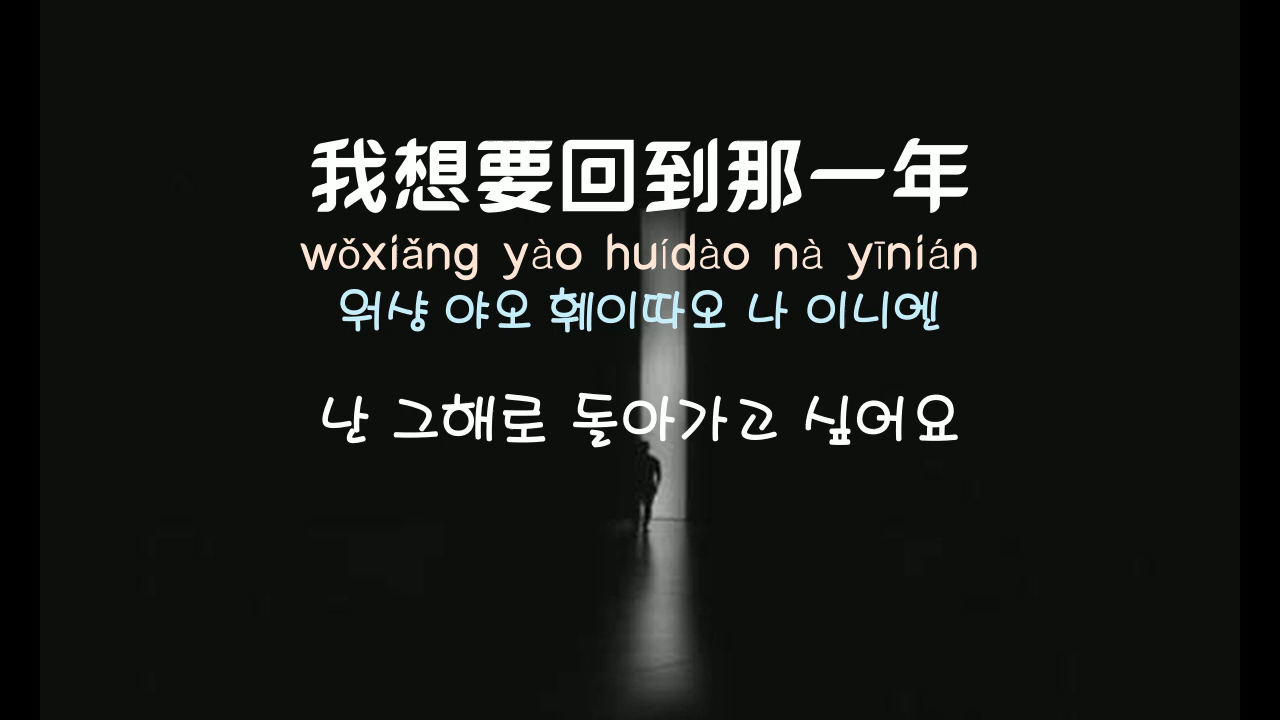 我想要回到那一年
wǒxiǎng yào huídào nà yīnián
워샹 야오 훼이따오 나 이니엔
난 그해로 돌아가고 싶어요